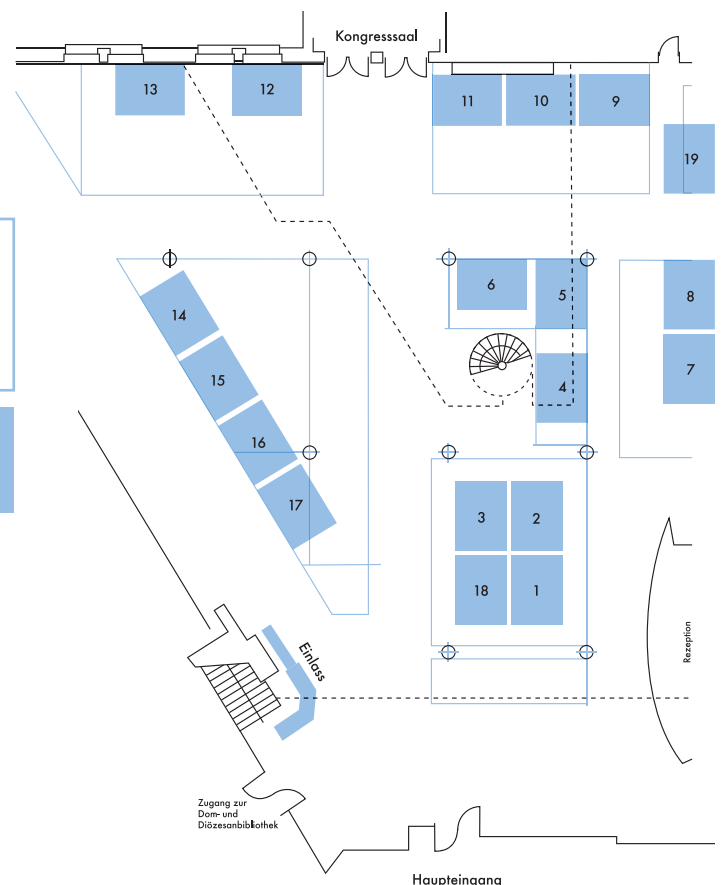 Kongresssaal
13
12
11
10
9
19
14
6
5
8
15
4
7
16
17
3
2
18
1
Einlass
Rezeption
Zugang zur
Dom- und
Diözesanbibliothek
Haupteingang